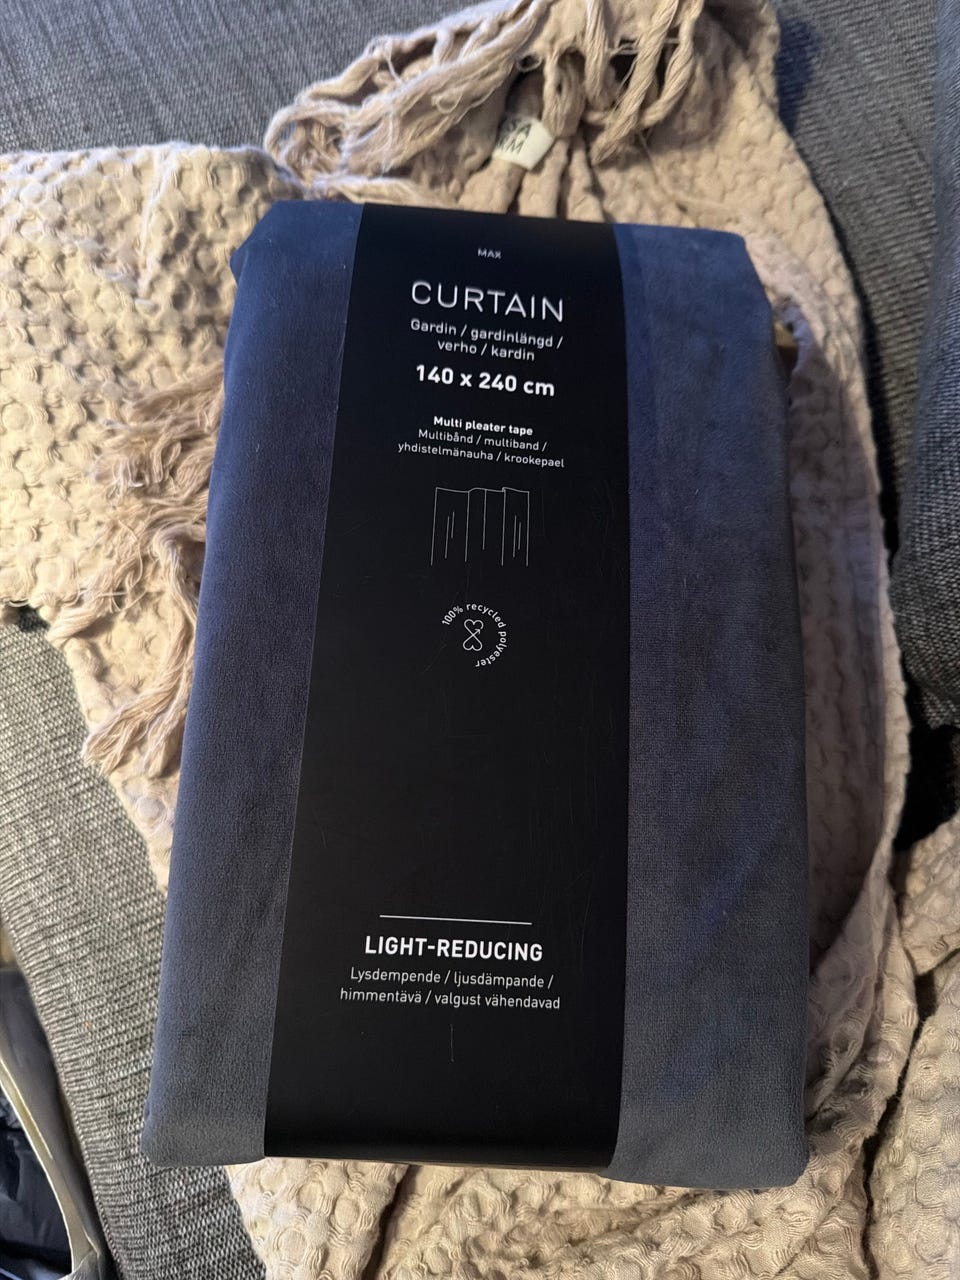 MAX
CURTAIN
Gardin / gardinlängd /
verho / kardin
140 x 240 cm
Multi pleater tape
Multibånd / multiband /
yhdistelmänauha / krookepael
100% recycled polyester
LIGHT-REDUCING
Lysdempende / ljusdämpande /
himmentävä / valgust vähendavad